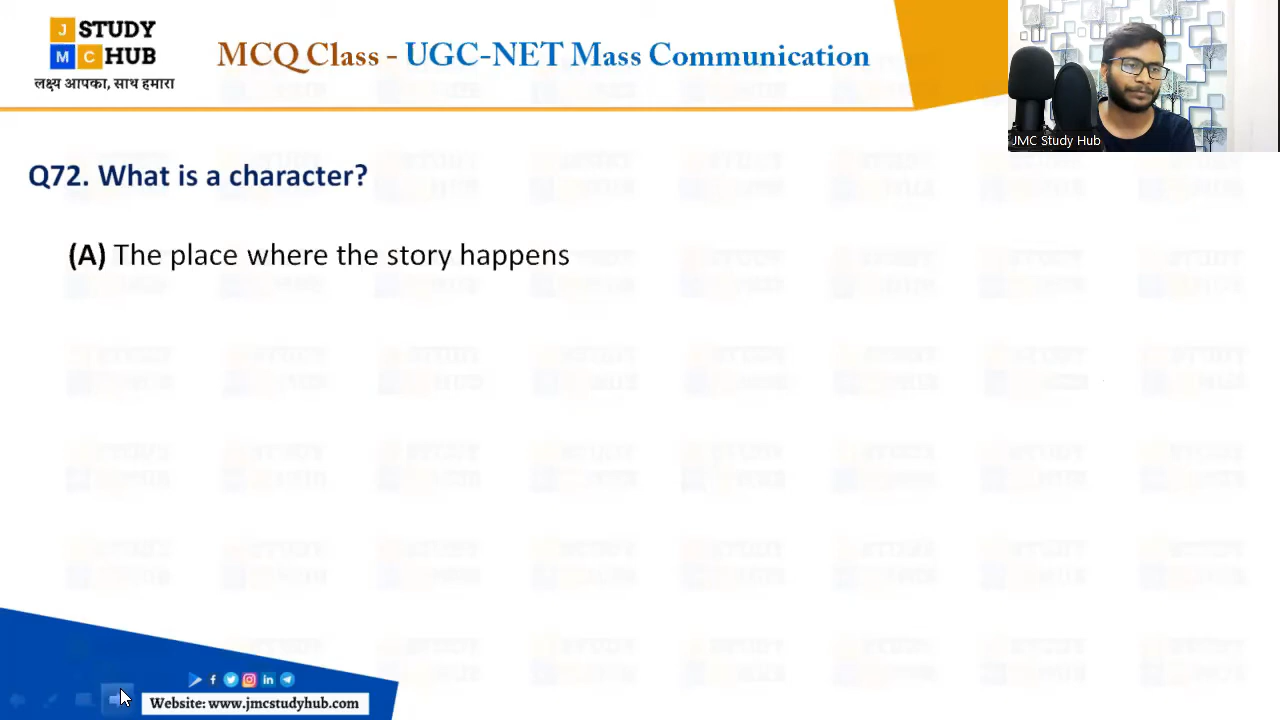 J STUDY
M C HUB
लक्ष्य आपका, साथ हमारा
MCQ Class - UGC-NET Mass Communication
JMC Study Hub
Q72. What is a character?
(A) The place where the story happens
Website: www.jmcstudyhub.com